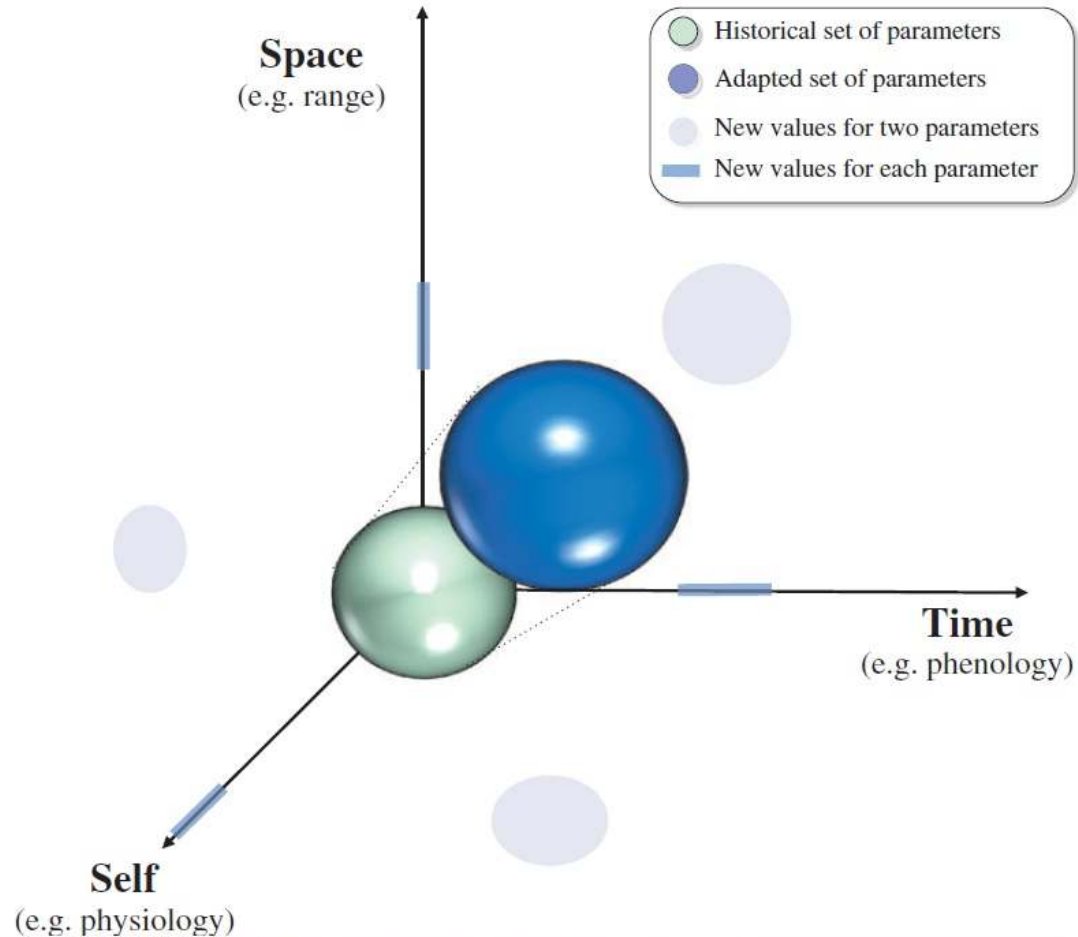 Space
(e.g. range)
Historical set of parameters
Adapted set of parameters
New values for two parameters
New values for each parameter
Time
(e.g. phenology)
Self
(e.g. physiology)